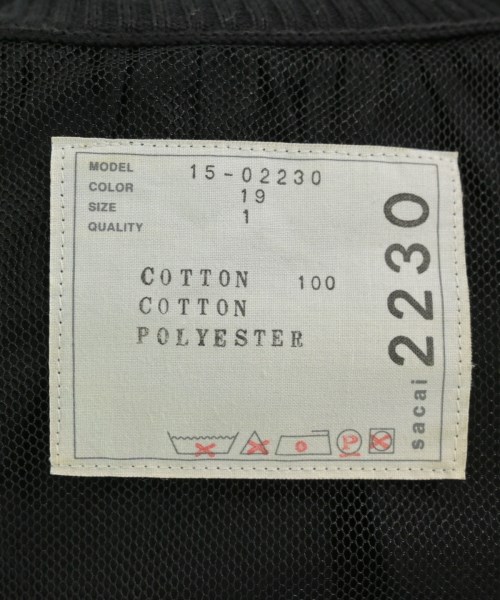 MODEL 15-02230
COLOR 19
SIZE 1
QUALITY
COTTON 100
COTTON
POLYESTER
P
sacai 2230